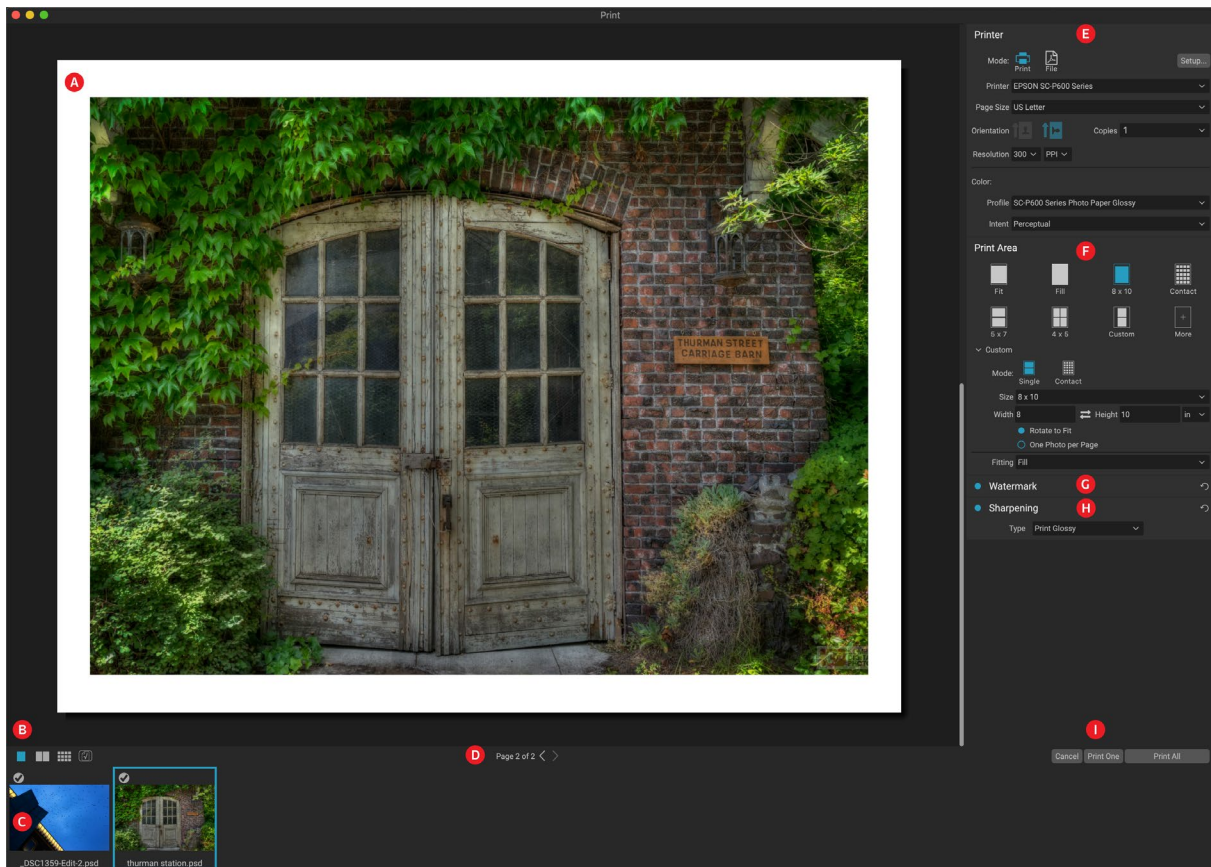 Print
A
THURMAN STREET
CARRIAGE BARN
E
Printer
Mode: Print File Setup...
Printer EPSON SC-P600 Series
Page Size US Letter
Orientation Copies 1
Resolution 300 PPI
Color:
Profile SC-P600 Series Photo Paper Glossy
Intent Perceptual
Print Area F
Fit Fill 8 x 10 Contact
5 x 7 4 x 5 Custom More
Custom
Mode: Single Contact
Size 8 x 10
Width 8 Height 10 in
Rotate to Fit
One Photo per Page
Fitting Fill
Watermark G
Sharpening H
Type Print Glossy
B
I
D Page 2 of 2
Cancel Print One Print All
C
_DSC1359-Edit-2.psd thurman station.psd